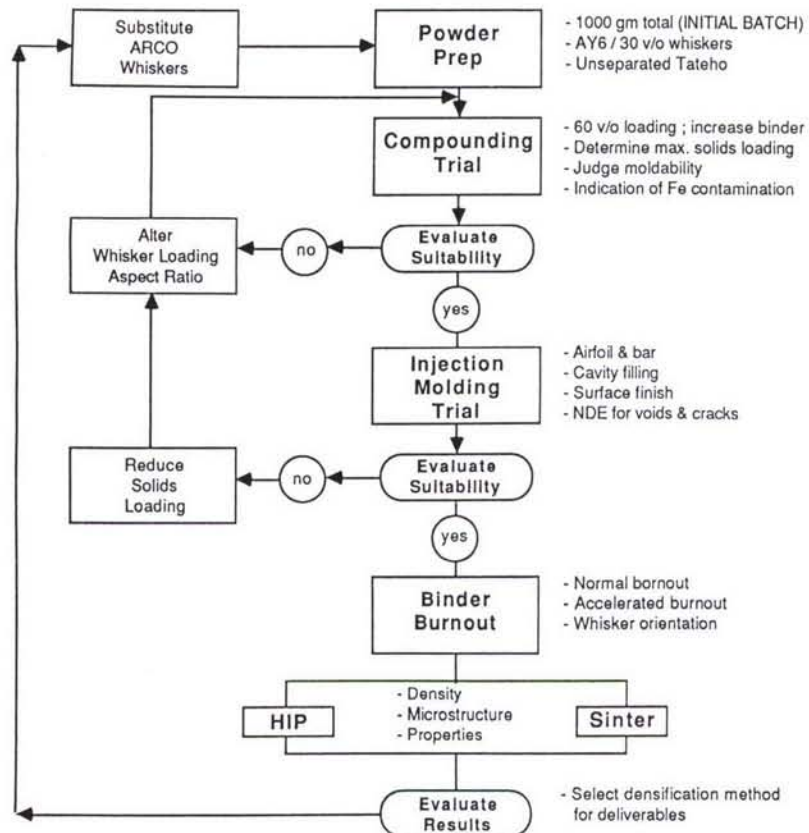 Substitute
ARCO
Whiskers
Powder
Prep
- 1000 gm total (INITIAL BATCH)
- AY6 / 30 v/o whiskers
- Unseparated Tateho
Compounding
Trial
- 60 v/o loading ; increase binder
- Determine max. solids loading
- Judge moldability
- Indication of Fe contamination
Alter
Whisker Loading
Aspect Ratio
no
Evaluate
Suitability
yes
Injection
Molding
Trial
- Airfoil & bar
- Cavity filling
- Surface finish
- NDE for voids & cracks
Reduce
Solids
Loading
no
Evaluate
Suitability
yes
Binder
Burnout
- Normal bornout
- Accelerated burnout
- Whisker orientation
HIP
- Density
- Microstructure
- Properties
Sinter
Evaluate
Results
- Select densification method
for deliverables